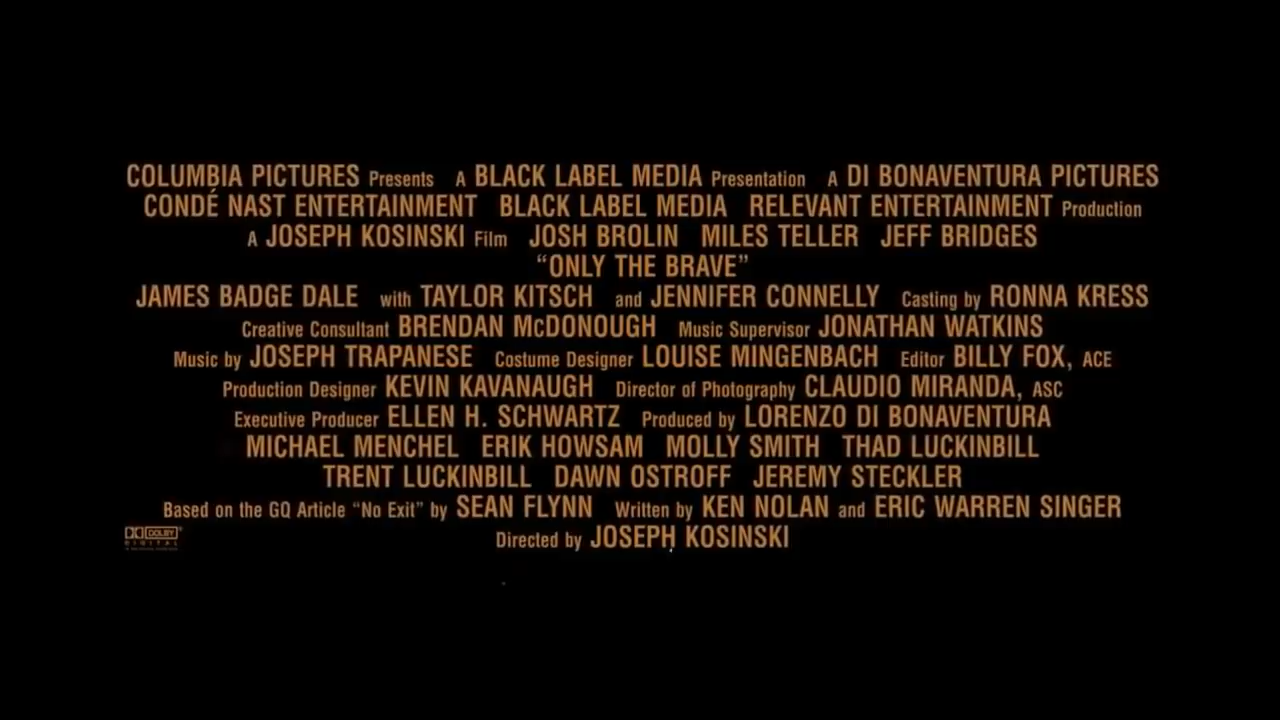 COLUMBIA PICTURES Presents A BLACK LABEL MEDIA Presentation A DI BONAVENTURA PICTURES
CONDÉ NAST ENTERTAINMENT BLACK LABEL MEDIA RELEVANT ENTERTAINMENT Production
A JOSEPH KOSINSKI Film JOSH BROLIN MILES TELLER JEFF BRIDGES
“ONLY THE BRAVE”
JAMES BADGE DALE with TAYLOR KITSCH and JENNIFER CONNELLY Casting by RONNA KRESS
Creative Consultant BRENDAN McDONOUGH Music Supervisor JONATHAN WATKINS
Music by JOSEPH TRAPANESE Costume Designer LOUISE MINGENBACH Editor BILLY FOX, ACE
Production Designer KEVIN KAVANAUGH Director of Photography CLAUDIO MIRANDA, ASC
Executive Producer ELLEN H. SCHWARTZ Produced by LORENZO DI BONAVENTURA
MICHAEL MENCHEL ERIK HOWSAM MOLLY SMITH THAD LUCKINBILL
TRENT LUCKINBILL DAWN OSTROFF JEREMY STECKLER
Based on the GQ Article “No Exit” by SEAN FLYNN Written by KEN NOLAN and ERIC WARREN SINGER
Directed by JOSEPH KOSINSKI
DOLBY
DIGITAL